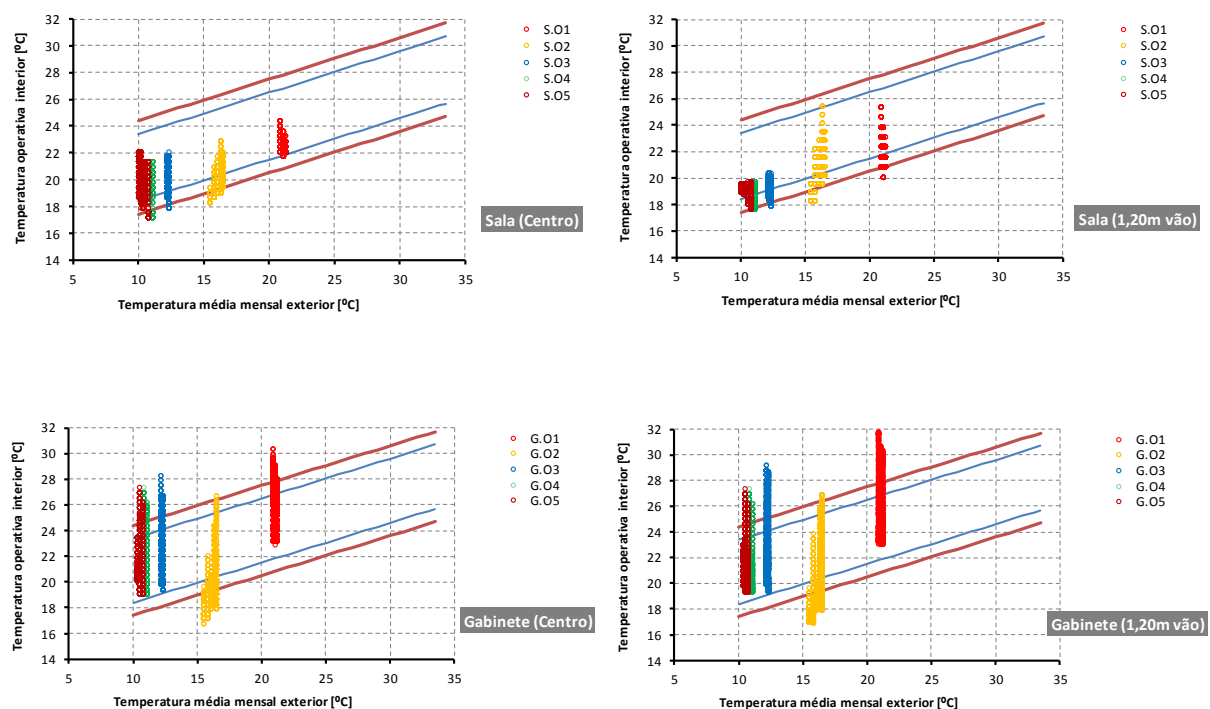 Temperatura operativa interior [ºC]
32
30
28
26
24
22
20
18
16
14
5 10 15 20 25 30 35
Temperatura média mensal exterior [ºC]
S.O1
S.O2
S.O3
S.O4
S.O5
Sala (Centro)
Temperatura operativa interior [ºC]
32
30
28
26
24
22
20
18
16
14
5 10 15 20 25 30 35
Temperatura média mensal exterior [ºC]
S.O1
S.O2
S.O3
S.O4
S.O5
Sala (1,20m vão)
Temperatura operativa interior [ºC]
32
30
28
26
24
22
20
18
16
14
5 10 15 20 25 30 35
Temperatura média mensal exterior [ºC]
G.O1
G.O2
G.O3
G.O4
G.O5
Gabinete (Centro)
Temperatura operativa interior [ºC]
32
30
28
26
24
22
20
18
16
14
5 10 15 20 25 30 35
Temperatura média mensal exterior [ºC]
G.O1
G.O2
G.O3
G.O4
G.O5
Gabinete (1,20m vão)